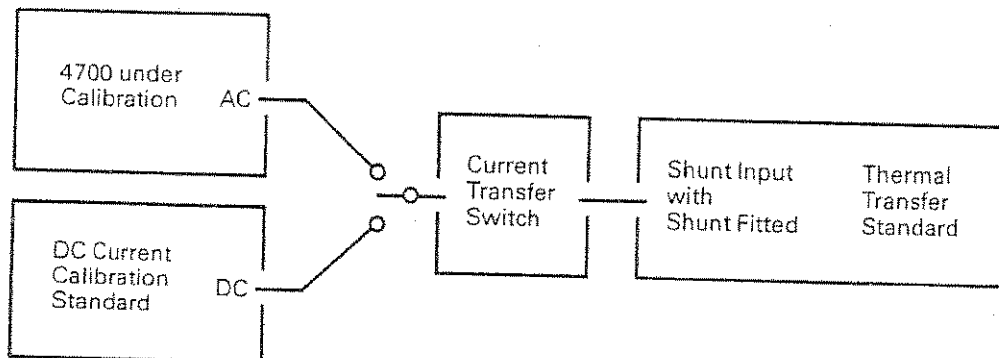 4700 under
Calibration
AC
DC Current
Calibration
Standard
DC
Current
Transfer
Switch
Shunt Input
with
Shunt Fitted
Thermal
Transfer
Standard